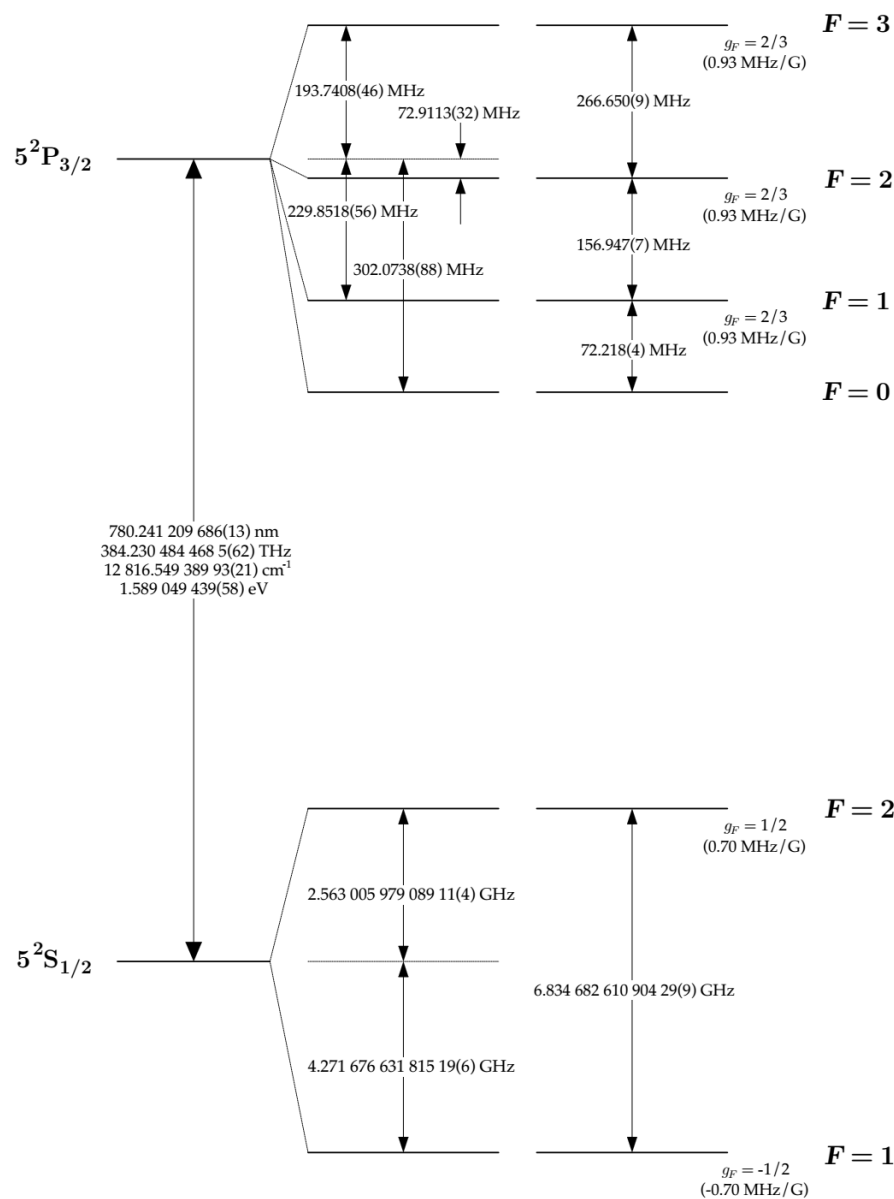 F = 3
g_F = 2/3
(0.93 MHz/G)
193.7408(46) MHz
72.9113(32) MHz
266.650(9) MHz
5²P₃/₂
F = 2
g_F = 2/3
(0.93 MHz/G)
229.8518(56) MHz
156.947(7) MHz
302.0738(88) MHz
F = 1
g_F = 2/3
(0.93 MHz/G)
72.218(4) MHz
F = 0
780.241 209 686(13) nm
384.230 484 468 5(62) THz
12 816.549 389 93(21) cm⁻¹
1.589 049 439(58) eV
F = 2
g_F = 1/2
(0.70 MHz/G)
2.563 005 979 089 11(4) GHz
5²S₁/₂
6.834 682 610 904 29(9) GHz
4.271 676 631 815 19(6) GHz
F = 1
g_F = -1/2
(-0.70 MHz/G)